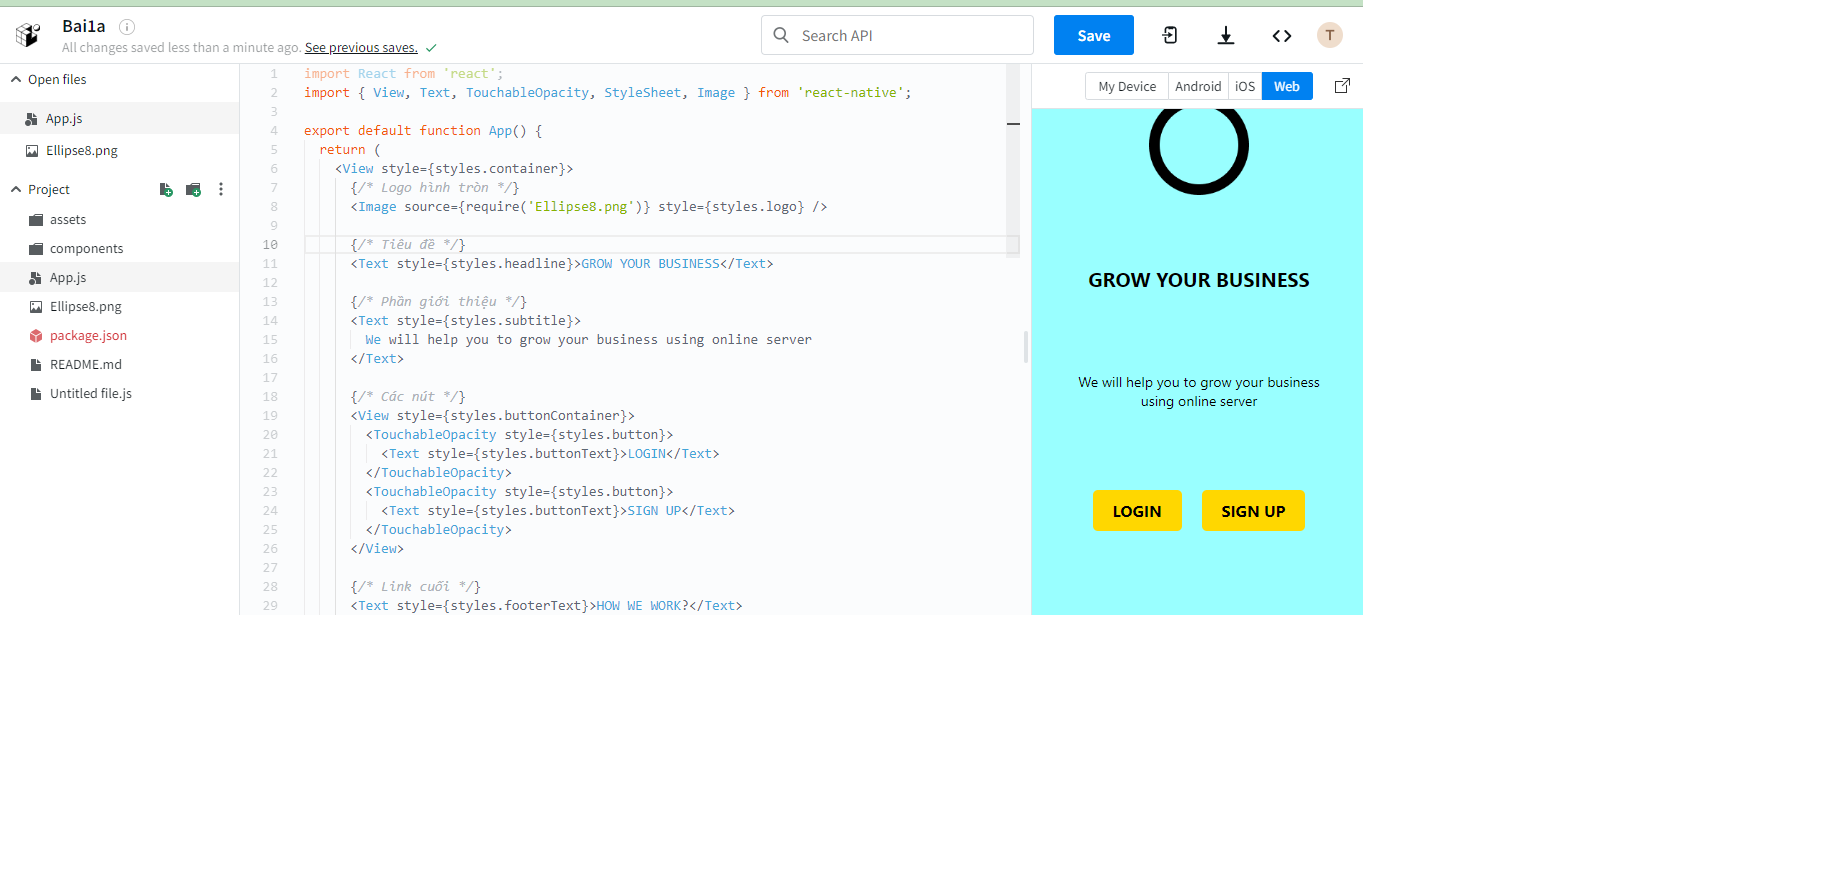 Bai1a
All changes saved less than a minute ago. See previous saves.
Search API
Save
T
Open files
App.js
Ellipse8.png
Project
assets
components
App.js
Ellipse8.png
package.json
README.md
Untitled file.js
1 import React from 'react';
2 import { View, Text, TouchableOpacity, StyleSheet, Image } from 'react-native';
3
4 export default function App() {
5 return (
6 <View style={styles.container}>
7 {/* Logo hình tròn */}
8 <Image source={require('Ellipse8.png')} style={styles.logo} />
9
10 {/* Tiêu đề */}
11 <Text style={styles.headline}>GROW YOUR BUSINESS</Text>
12
13 {/* Phần giới thiệu */}
14 <Text style={styles.subtitle}>
15 We will help you to grow your business using online server
16 </Text>
17
18 {/* Các nút */}
19 <View style={styles.buttonContainer}>
20 <TouchableOpacity style={styles.button}>
21 <Text style={styles.buttonText}>LOGIN</Text>
22 </TouchableOpacity>
23 <TouchableOpacity style={styles.button}>
24 <Text style={styles.buttonText}>SIGN UP</Text>
25 </TouchableOpacity>
26 </View>
27
28 {/* Link cuối */}
29 <Text style={styles.footerText}>HOW WE WORK?</Text>
My Device Android iOS Web
GROW YOUR BUSINESS
We will help you to grow your business
using online server
LOGIN SIGN UP